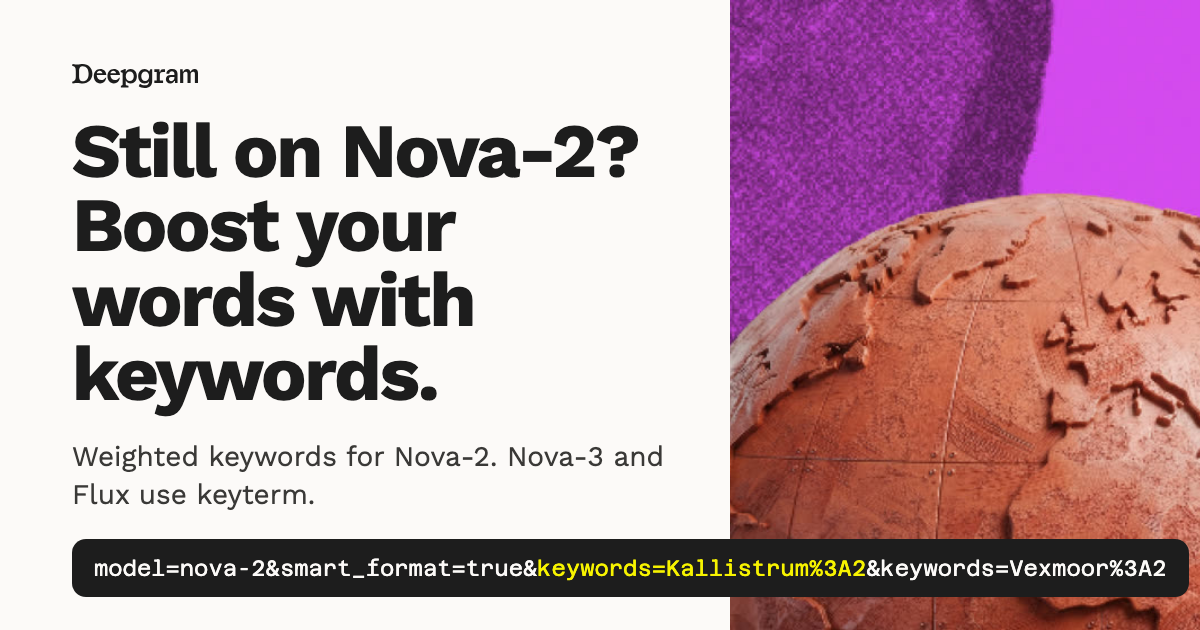 Deepgram
Still on Nova-2?
Boost your
words with
keywords.
Weighted keywords for Nova-2. Nova-3 and
Flux use keyterm.
model=nova-2&smart_format=true&keywords=Kallistrum%3A2&keywords=Vexmoor%3A2